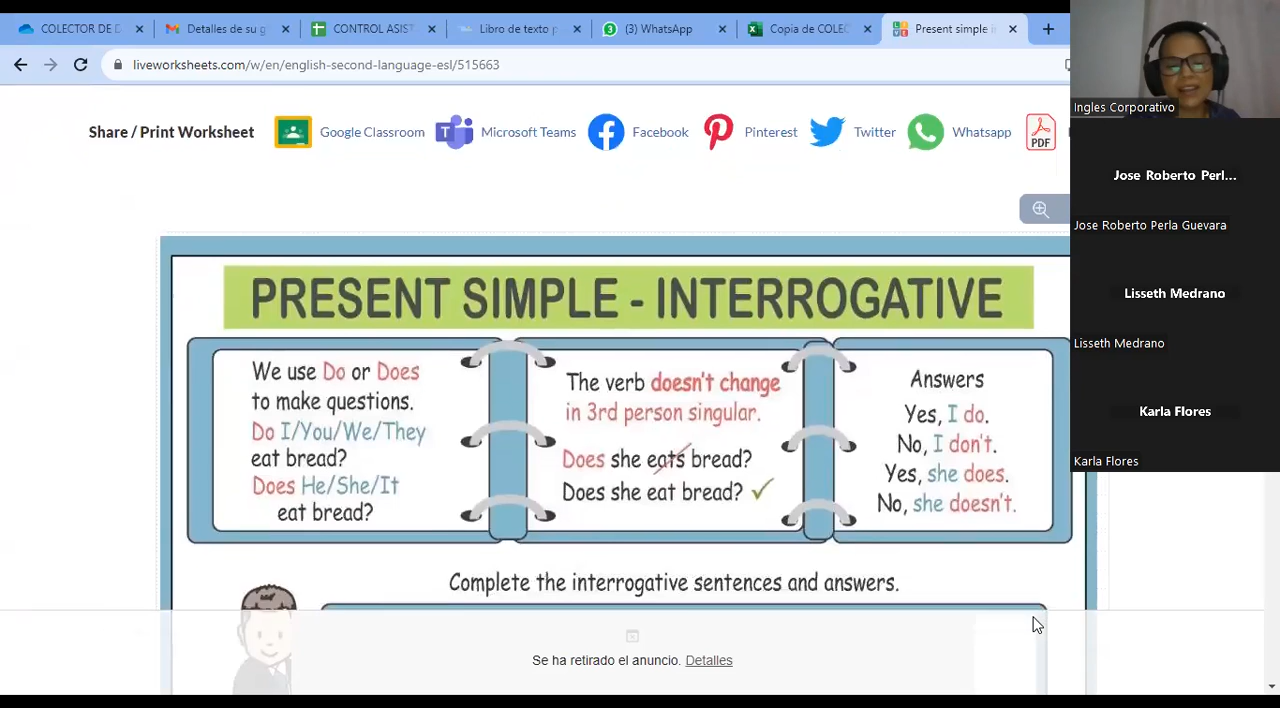 COLECTOR DE D
Detalles de su g
CONTROL ASIST
Libro de texto p
(3) WhatsApp
Copia de COLEC
Present simple i
liveworksheets.com/w/en/english-second-language-esl/515663
Share / Print Worksheet
Google Classroom
Microsoft Teams
Facebook
Pinterest
Twitter
Whatsapp
PDF
PRESENT SIMPLE - INTERROGATIVE
We use Do or Does
to make questions.
Do I/You/We/They
eat bread?
Does He/She/It
eat bread?
The verb doesn't change
in 3rd person singular.
Does she eats bread?
Does she eat bread?
Answers
Yes, I do.
No, I don't.
Yes, she does.
No, she doesn't.
Complete the interrogative sentences and answers.
Se ha retirado el anuncio. Detalles
Ingles Corporativo
Jose Roberto Perl...
Jose Roberto Perla Guevara
Lisseth Medrano
Lisseth Medrano
Karla Flores
Karla Flores